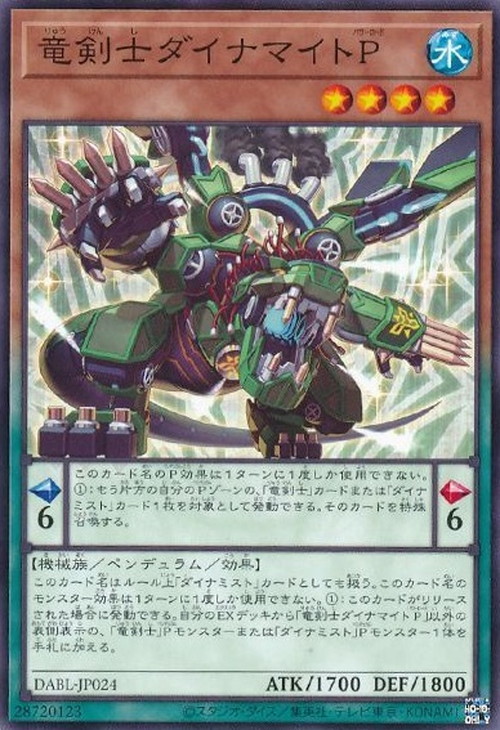 竜剣士ダイナマイトP
りゅう けん し
パワード
水
このカード名のP効果は1ターンに1度しか使用できない。
①:もう片方の自分のPゾーンの、「竜剣士」カードまたは「ダイナ
ミスト」カード1枚を対象として発動できる。そのカードを特殊
召喚する。
6
6
【機械族/ペンデュラム/効果】
このカード名はルール上「ダイナミスト」カードとしても扱う。このカード名の
モンスター効果は1ターンに1度しか使用できない。①:このカードがリリース
された場合に発動できる。自分のEXデッキから「竜剣士ダイナマイトP」以外の
表側表示の、「竜剣士」PモンスターまたはI「ダイナミスト」Pモンスター1体を
手札に加える。
DABL-JP024
ATK/1700 DEF/1800
28720123
©スタジオ・ダイス/集英社・テレビ東京・KONAMI